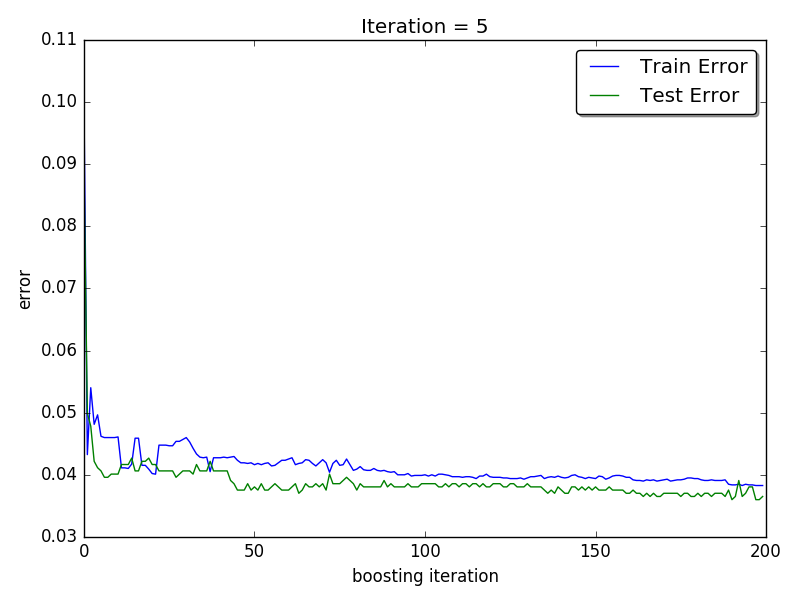 Iteration = 5
Train Error
Test Error
0.11
0.10
0.09
0.08
0.07
0.06
0.05
0.04
0.03
error
0 50 100 150 200
boosting iteration